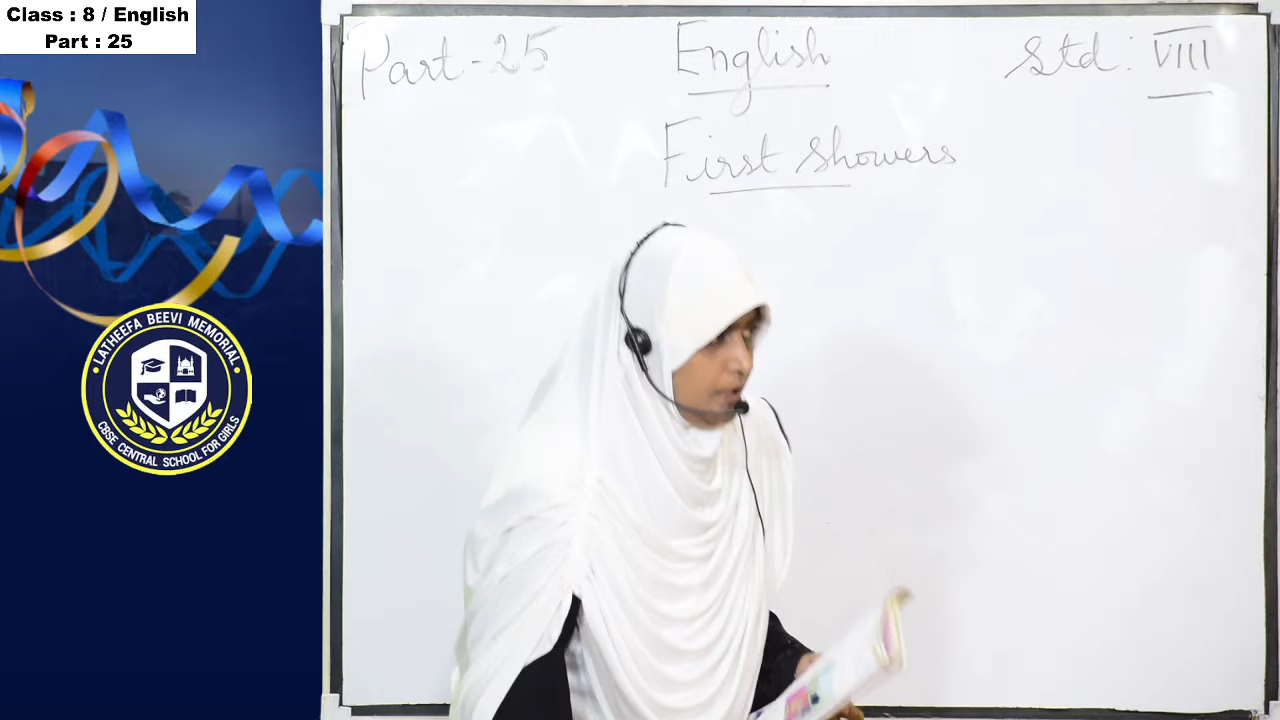 Class : 8 / English
Part : 25
Part - 25 English Std : VIII
First Showers
LATHEEFA BEEVI MEMORIAL
CBSE CENTRAL SCHOOL FOR GIRLS